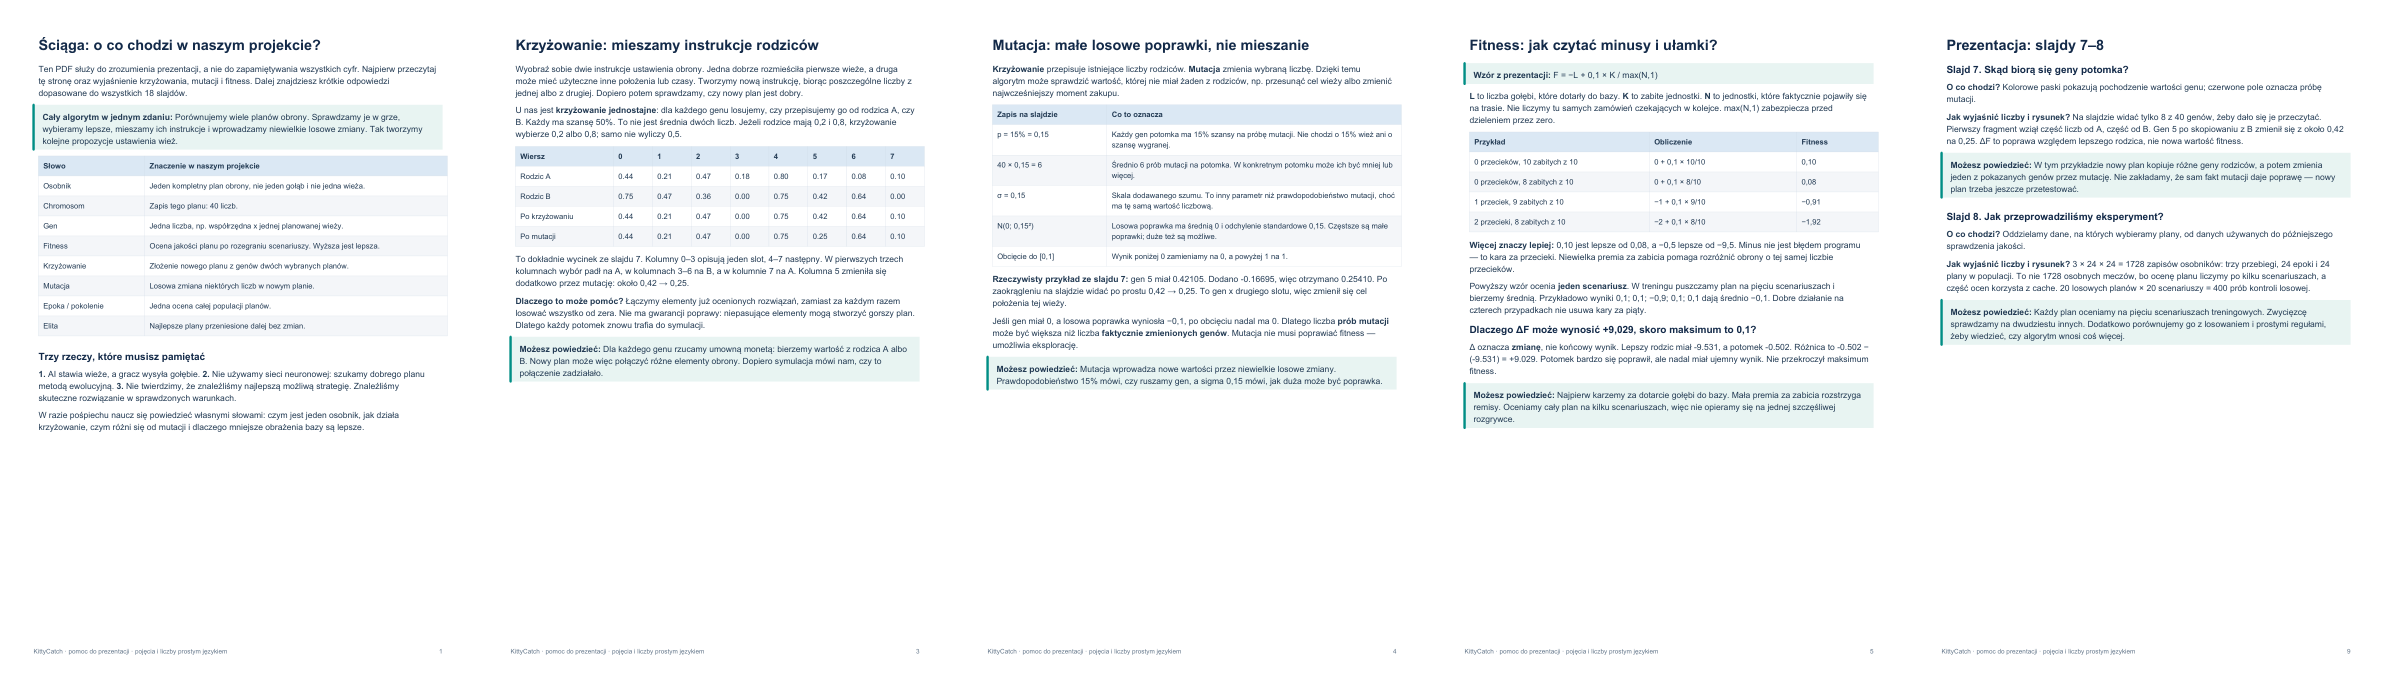 Ściąga: o co chodzi w naszym projekcie?
Ten PDF służy do zrozumienia prezentacji, a nie do zapamiętywania wszystkich cyfr. Najpierw przeczytaj
tę stronę oraz wyjaśnienie krzyżowania, mutacji i fitness. Dalej znajdziesz krótkie odpowiedzi
dopasowane do wszystkich 18 slajdów.
Cały algorytm w jednym zdaniu: Porównujemy wiele planów obrony. Sprawdzamy je w grze,
wybieramy lepsze, mieszamy ich instrukcje i wprowadzamy niewielkie losowe zmiany. Tak tworzymy
kolejne propozycje ustawienia wież.
Słowo Znaczenie w naszym projekcie
Osobnik Jeden kompletny plan obrony, nie jeden gołąb i nie jedna wieża.
Chromosom Zapis tego planu: 40 liczb.
Gen Jedna liczba, np. współrzędna x jednej planowanej wieży.
Fitness Ocena jakości planu po rozegraniu scenariuszy. Wyższa jest lepsza.
Krzyżowanie Złożenie nowego planu z genów dwóch wybranych planów.
Mutacja Losowa zmiana niektórych liczb w nowym planie.
Epoka / pokolenie Jedna ocena całej populacji planów.
Elita Najlepsze plany przeniesione dalej bez zmian.
Trzy rzeczy, które musisz pamiętać
1. AI stawia wieże, a gracz wysyła gołębie. 2. Nie używamy sieci neuronowej: szukamy dobrego planu
metodą ewolucyjną. 3. Nie twierdzimy, że znaleźliśmy najlepszą możliwą strategię. Znaleźliśmy
skuteczne rozwiązanie w sprawdzonych warunkach.
W razie pośpiechu naucz się powiedzieć własnymi słowami: czym jest jeden osobnik, jak działa
krzyżowanie, czym różni się od mutacji i dlaczego mniejsze obrażenia bazy są lepsze.
KittyCatch · pomoc do prezentacji · pojęcia i liczby prostym językiem 1
Krzyżowanie: mieszamy instrukcje rodziców
Wyobraź sobie dwie instrukcje ustawienia obrony. Jedna dobrze rozmieściła pierwsze wieże, a druga
może mieć użyteczne inne położenia lub czasy. Tworzymy nową instrukcję, biorąc poszczególne liczby z
jednej albo z drugiej. Dopiero potem sprawdzamy, czy nowy plan jest dobry.
U nas jest krzyżowanie jednostajne: dla każdego genu losujemy, czy przepisujemy go od rodzica A, czy
B. Każdy ma szansę 50%. To nie jest średnia dwóch liczb. Jeżeli rodzice mają 0,2 i 0,8, krzyżowanie
wybierze 0,2 albo 0,8; samo nie wyliczy 0,5.
Wiersz 0 1 2 3 4 5 6 7
Rodzic A 0.44 0.21 0.47 0.18 0.80 0.17 0.08 0.10
Rodzic B 0.75 0.47 0.36 0.00 0.75 0.42 0.64 0.00
Po krzyżowaniu 0.44 0.21 0.47 0.00 0.75 0.42 0.64 0.10
Po mutacji 0.44 0.21 0.47 0.00 0.75 0.25 0.64 0.10
To dokładnie wycinek ze slajdu 7. Kolumny 0–3 opisują jeden slot, 4–7 następny. W pierwszych trzech
kolumnach wybór padł na A, w kolumnach 3–6 na B, a w kolumnie 7 na A. Kolumna 5 zmieniła się
dodatkowo przez mutację: około 0,42 → 0,25.
Dlaczego to może pomóc? Łączymy elementy już ocenionych rozwiązań, zamiast za każdym razem
losować wszystko od zera. Nie ma gwarancji poprawy: niepasujące elementy mogą stworzyć gorszy plan.
Dlatego każdy potomek znowu trafia do symulacji.
Możesz powiedzieć: Dla każdego genu rzucamy umowną monetą: bierzemy wartość z rodzica A albo
B. Nowy plan może więc połączyć różne elementy obrony. Dopiero symulacja mówi nam, czy to
połączenie zadziałało.
KittyCatch · pomoc do prezentacji · pojęcia i liczby prostym językiem 3
Mutacja: małe losowe poprawki, nie mieszanie
Krzyżowanie przepisuje istniejące liczby rodziców. Mutacja zmienia wybraną liczbę. Dzięki temu
algorytm może sprawdzić wartość, której nie miał żaden z rodziców, np. przesunąć cel wieży albo zmienić
najwcześniejszy moment zakupu.
Zapis na slajdzie Co to oznacza
p = 15% = 0,15 Każdy gen potomka ma 15% szansy na próbę mutacji. Nie chodzi o 15% wież ani o
szansę wygranej.
40 × 0,15 = 6 Średnio 6 prób mutacji na potomka. W konkretnym potomku może ich być mniej lub
więcej.
σ = 0,15 Skala dodawanego szumu. To inny parametr niż prawdopodobieństwo mutacji, choć
ma tę samą wartość liczbową.
N(0; 0,15²) Losowa poprawka ma średnią 0 i odchylenie standardowe 0,15. Częstsze są małe
poprawki; duże też są możliwe.
Obcięcie do [0,1] Wynik poniżej 0 zamieniamy na 0, a powyżej 1 na 1.
Rzeczywisty przykład ze slajdu 7: gen 5 miał 0.42105. Dodano -0.16695, więc otrzymano 0.25410. Po
zaokrągleniu na slajdzie widać po prostu 0,42 → 0,25. To gen x drugiego slotu, więc zmienił się cel
położenia tej wieży.
Jeśli gen miał 0, a losowa poprawka wyniosła −0,1, po obcięciu nadal ma 0. Dlatego liczba prób mutacji
może być większa niż liczba faktycznie zmienionych genów. Mutacja nie musi poprawiać fitness —
umożliwia eksplorację.
Możesz powiedzieć: Mutacja wprowadza nowe wartości przez niewielkie losowe zmiany.
Prawdopodobieństwo 15% mówi, czy ruszamy gen, a sigma 0,15 mówi, jak duża może być poprawka.
KittyCatch · pomoc do prezentacji · pojęcia i liczby prostym językiem 4
Fitness: jak czytać minusy i ułamki?
Wzór z prezentacji: F = −L + 0,1 × K / max(N,1)
L to liczba gołębi, które dotarły do bazy. K to zabite jednostki. N to jednostki, które faktycznie pojawiły się
na trasie. Nie liczymy tu samych zamówień czekających w kolejce. max(N,1) zabezpiecza przed
dzieleniem przez zero.
Przykład Obliczenie Fitness
0 przecieków, 10 zabitych z 10 0 + 0,1 × 10/10 0,10
0 przecieków, 8 zabitych z 10 0 + 0,1 × 8/10 0,08
1 przeciek, 9 zabitych z 10 −1 + 0,1 × 9/10 −0,91
2 przecieki, 8 zabitych z 10 −2 + 0,1 × 8/10 −1,92
Więcej znaczy lepiej: 0,10 jest lepsze od 0,08, a −0,5 lepsze od −9,5. Minus nie jest błędem programu
— to kara za przecieki. Niewielka premia za zabicia pomaga rozróżnić obrony o tej samej liczbie
przecieków.
Powyższy wzór ocenia jeden scenariusz. W treningu puszczamy plan na pięciu scenariuszach i
bierzemy średnią. Przykładowo wyniki 0,1; 0,1; −0,9; 0,1; 0,1 dają średnio −0,1. Dobre działanie na
czterech przypadkach nie usuwa kary za piąty.
Dlaczego ΔF może wynosić +9,029, skoro maksimum to 0,1?
Δ oznacza zmianę, nie końcowy wynik. Lepszy rodzic miał -9.531, a potomek -0.502. Różnica to -0.502 −
(-9.531) = +9.029. Potomek bardzo się poprawił, ale nadal miał ujemny wynik. Nie przekroczył maksimum
fitness.
Możesz powiedzieć: Najpierw karzemy za dotarcie gołębi do bazy. Mała premia za zabicia rozstrzyga
remisy. Oceniamy cały plan na kilku scenariuszach, więc nie opieramy się na jednej szczęśliwej
rozgrywce.
KittyCatch · pomoc do prezentacji · pojęcia i liczby prostym językiem 5
Prezentacja: slajdy 7–8
Slajd 7. Skąd biorą się geny potomka?
O co chodzi? Kolorowe paski pokazują pochodzenie wartości genu; czerwone pole oznacza próbę
mutacji.
Jak wyjaśnić liczby i rysunek? Na slajdzie widać tylko 8 z 40 genów, żeby dało się je przeczytać.
Pierwszy fragment wziął część liczb od A, część od B. Gen 5 po skopiowaniu z B zmienił się z około 0,42
na 0,25. ΔF to poprawa względem lepszego rodzica, nie nowa wartość fitness.
Możesz powiedzieć: W tym przykładzie nowy plan kopiuje różne geny rodziców, a potem zmienia
jeden z pokazanych genów przez mutację. Nie zakładamy, że sam fakt mutacji daje poprawę — nowy
plan trzeba jeszcze przetestować.
Slajd 8. Jak przeprowadziliśmy eksperyment?
O co chodzi? Oddzielamy dane, na których wybieramy plany, od danych używanych do późniejszego
sprawdzenia jakości.
Jak wyjaśnić liczby i rysunek? 3 × 24 × 24 = 1728 zapisów osobników: trzy przebiegi, 24 epoki i 24
plany w populacji. To nie 1728 osobnych meczów, bo ocenę planu liczymy po kilku scenariuszach, a
część ocen korzysta z cache. 20 losowych planów × 20 scenariuszy = 400 prób kontroli losowej.
Możesz powiedzieć: Każdy plan oceniamy na pięciu scenariuszach treningowych. Zwycięzcę
sprawdzamy na dwudziestu innych. Dodatkowo porównujemy go z losowaniem i prostymi regułami,
żeby wiedzieć, czy algorytm wnosi coś więcej.
KittyCatch · pomoc do prezentacji · pojęcia i liczby prostym językiem 9